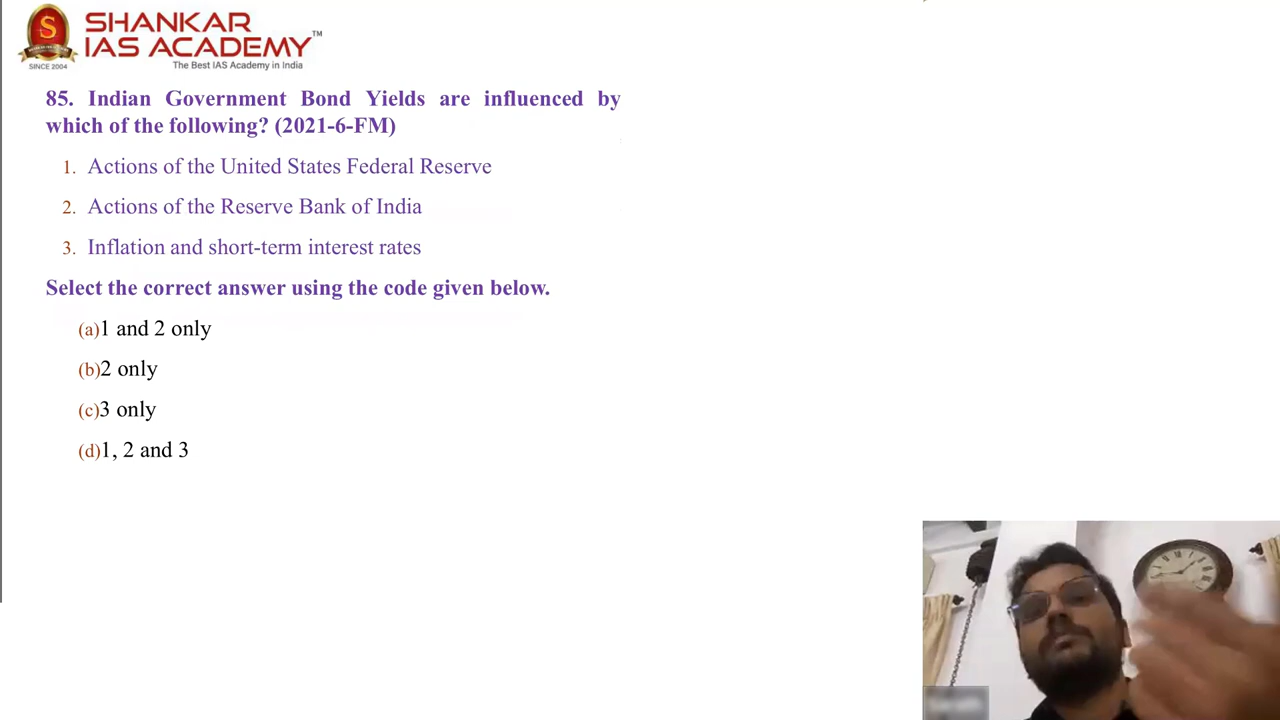 SHANKAR
IAS ACADEMY™
The Best IAS Academy in India
S
SINCE 2004
85. Indian Government Bond Yields are influenced by
which of the following? (2021-6-FM)
1. Actions of the United States Federal Reserve
2. Actions of the Reserve Bank of India
3. Inflation and short-term interest rates
Select the correct answer using the code given below.
(a)1 and 2 only
(b)2 only
(c)3 only
(d)1, 2 and 3